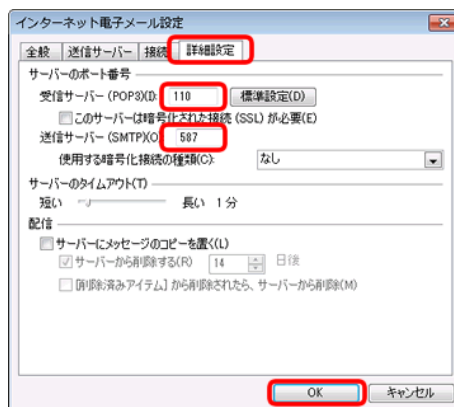 インターネット電子メール設定
全般 送信サーバー 接続 詳細設定
サーバーのポート番号
受信サーバー (POP3)(I): 110 標準設定(D)
このサーバーは暗号化された接続 (SSL) が必要(E)
送信サーバー (SMTP)(O): 587
使用する暗号化接続の種類(C): なし
サーバーのタイムアウト(T)
短い 長い 1 分
配信
サーバーにメッセージのコピーを置く(L)
サーバーから削除する(R) 14 日後
[削除済みアイテム] から削除されたら、サーバーから削除(M)
OK キャンセル